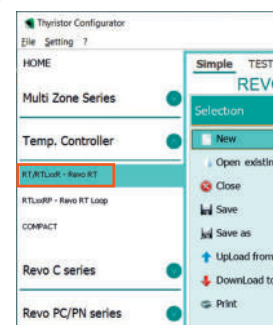 Thyristor Configurator
File Setting ?
HOME
Multi Zone Series
Temp. Controller
RT/RTLxxR - Revo RT
RTLxxRP - Revo RT Loop
COMPACT
Revo C series
Revo PC/PN series
Simple TEST
REVO
Selection
New
Open existin
Close
Save
Save as
UpLoad from
DownLoad to
Print